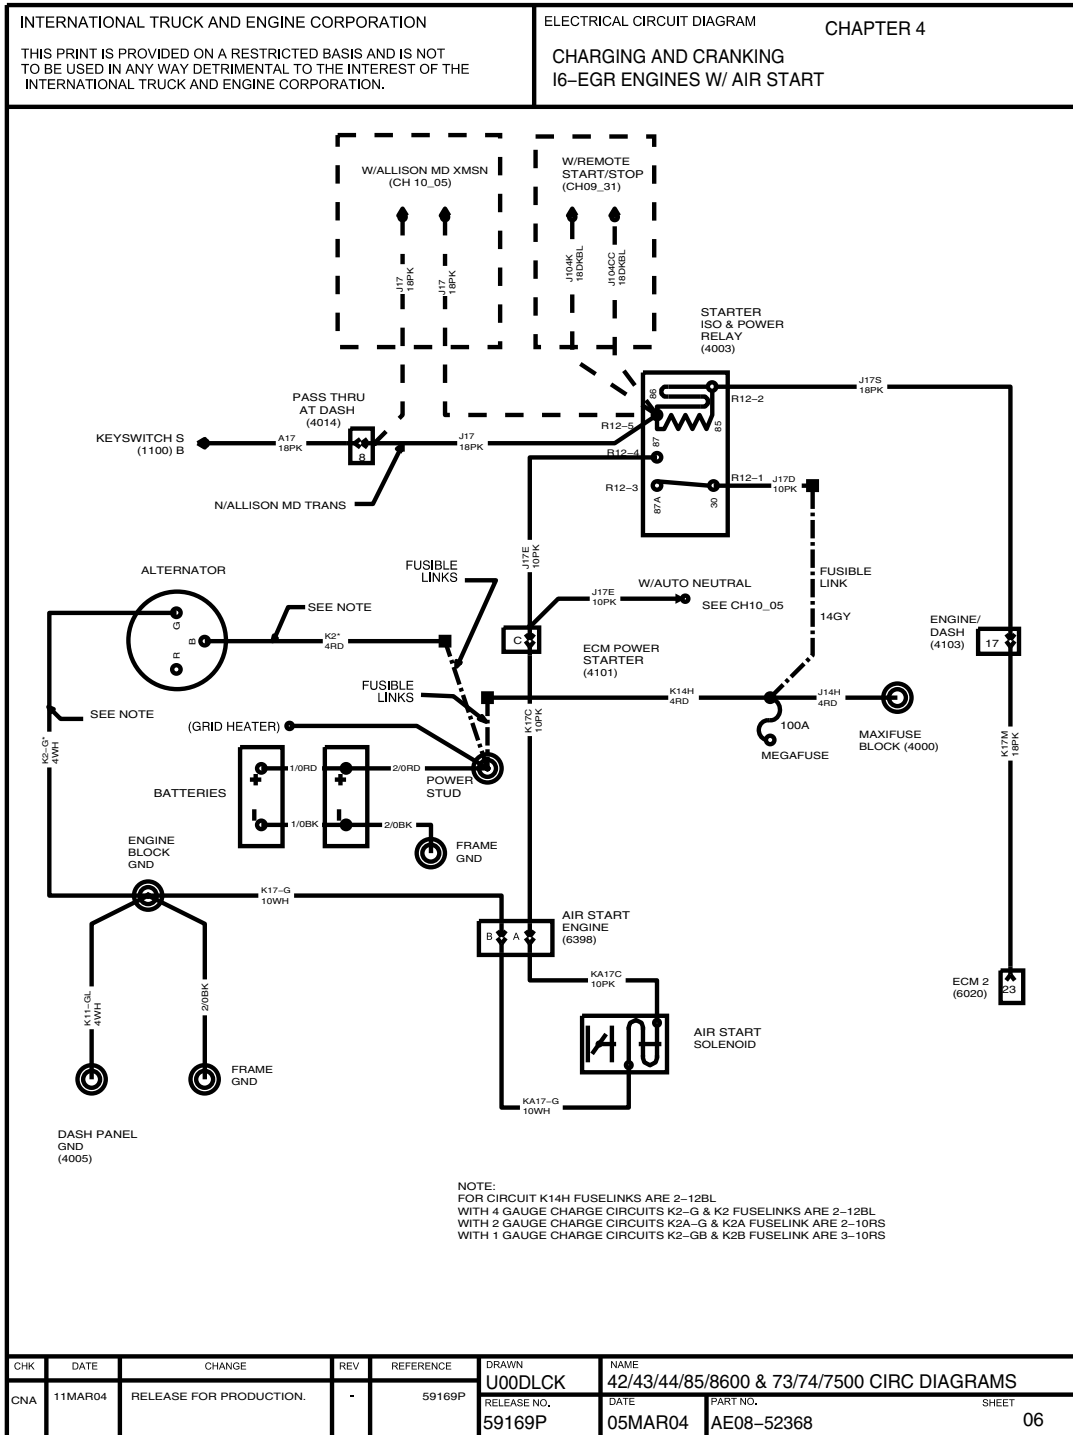 INTERNATIONAL TRUCK AND ENGINE CORPORATION
THIS PRINT IS PROVIDED ON A RESTRICTED BASIS AND IS NOT
TO BE USED IN ANY WAY DETRIMENTAL TO THE INTEREST OF THE
INTERNATIONAL TRUCK AND ENGINE CORPORATION.
ELECTRICAL CIRCUIT DIAGRAM
CHAPTER 4
CHARGING AND CRANKING
I6–EGR ENGINES W/ AIR START
W/ALLISON MD XMSN
(CH 10_05)
W/REMOTE
START/STOP
(CH09_31)
J17
18PK
J17
18PK
J104K
18DKBL
J104CC
18DKBL
STARTER
ISO & POWER
RELAY
(4003)
86
85
87
87A
30
R12–2
R12–5
R12–4
R12–3
R12–1
J17S
18PK
PASS THRU
AT DASH
(4014)
8
KEYSWITCH S
(1100) B
A17
18PK
J17
18PK
N/ALLISON MD TRANS
J17D
10PK
J17E
10PK
FUSIBLE
LINK
14GY
ALTERNATOR
G
B
R
FUSIBLE
LINKS
SEE NOTE
K2*
4RD
J17E
10PK
W/AUTO NEUTRAL
SEE CH10_05
C
ECM POWER
STARTER
(4101)
ENGINE/
DASH
(4103)
17
FUSIBLE
LINKS
K14H
4RD
J14H
4RD
100A
MEGAFUSE
MAXIFUSE
BLOCK (4000)
SEE NOTE
K2–G*
4WH
(GRID HEATER)
K17C
10PK
K17M
18PK
1/0RD
2/0RD
POWER
STUD
BATTERIES
+
+
–
–
1/0BK
2/0BK
FRAME
GND
ENGINE
BLOCK
GND
K17–G
10WH
AIR START
ENGINE
(6398)
B
A
KA17C
10PK
ECM 2
(6020)
23
K11–GL
4WH
2/0BK
AIR START
SOLENOID
FRAME
GND
KA17–G
10WH
DASH PANEL
GND
(4005)
NOTE:
FOR CIRCUIT K14H FUSELINKS ARE 2–12BL
WITH 4 GAUGE CHARGE CIRCUITS K2–G & K2 FUSELINKS ARE 2–12BL
WITH 2 GAUGE CHARGE CIRCUITS K2A–G & K2A FUSELINK ARE 2–10RS
WITH 1 GAUGE CHARGE CIRCUITS K2–GB & K2B FUSELINK ARE 3–10RS
CHK DATE CHANGE REV REFERENCE
CNA 11MAR04 RELEASE FOR PRODUCTION. - 59169P
DRAWN
U00DLCK
NAME
42/43/44/85/8600 & 73/74/7500 CIRC DIAGRAMS
RELEASE NO.
59169P
DATE
05MAR04
PART NO.
AE08–52368
SHEET
06